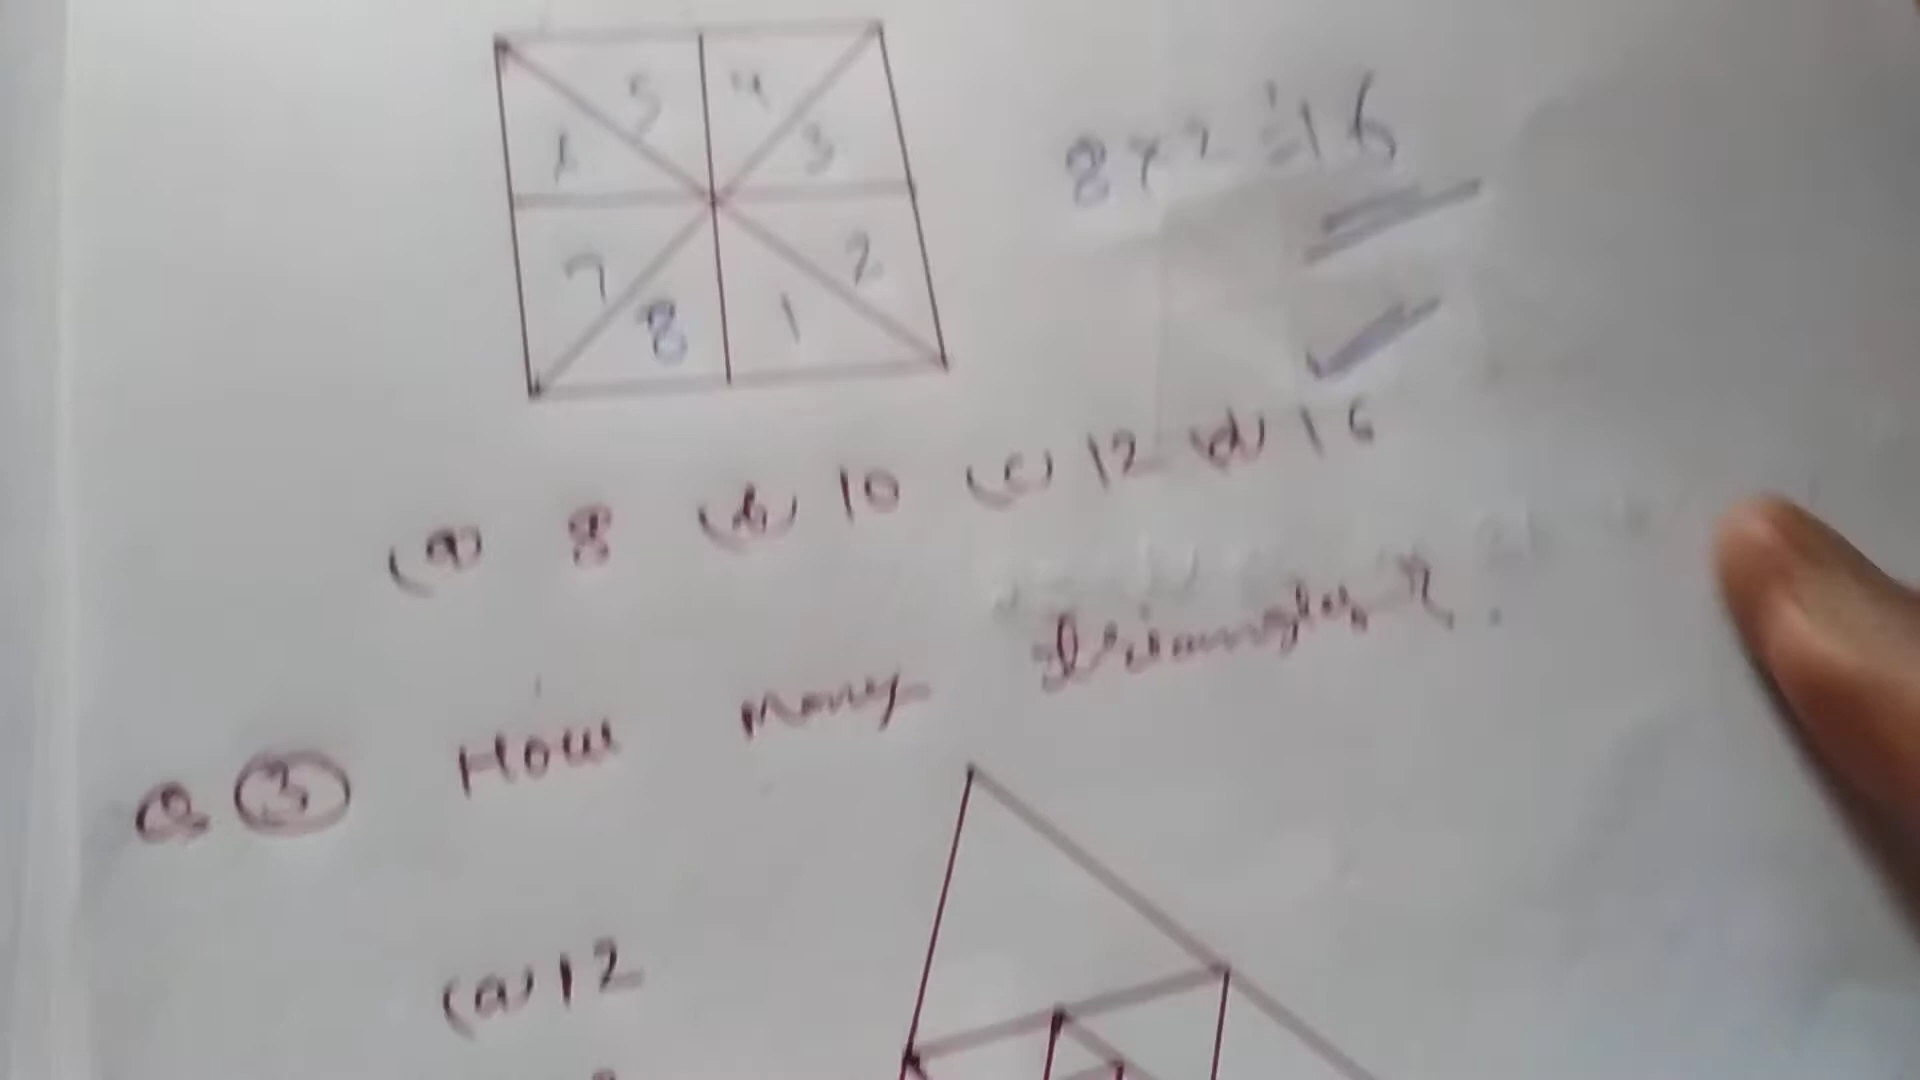 5 4
1 3
8 × 2 = 16
7 2
8 1
(a) 8 (b) 10 (c) 12 (d) 16
Q ③ How many triangles?
(a) 12